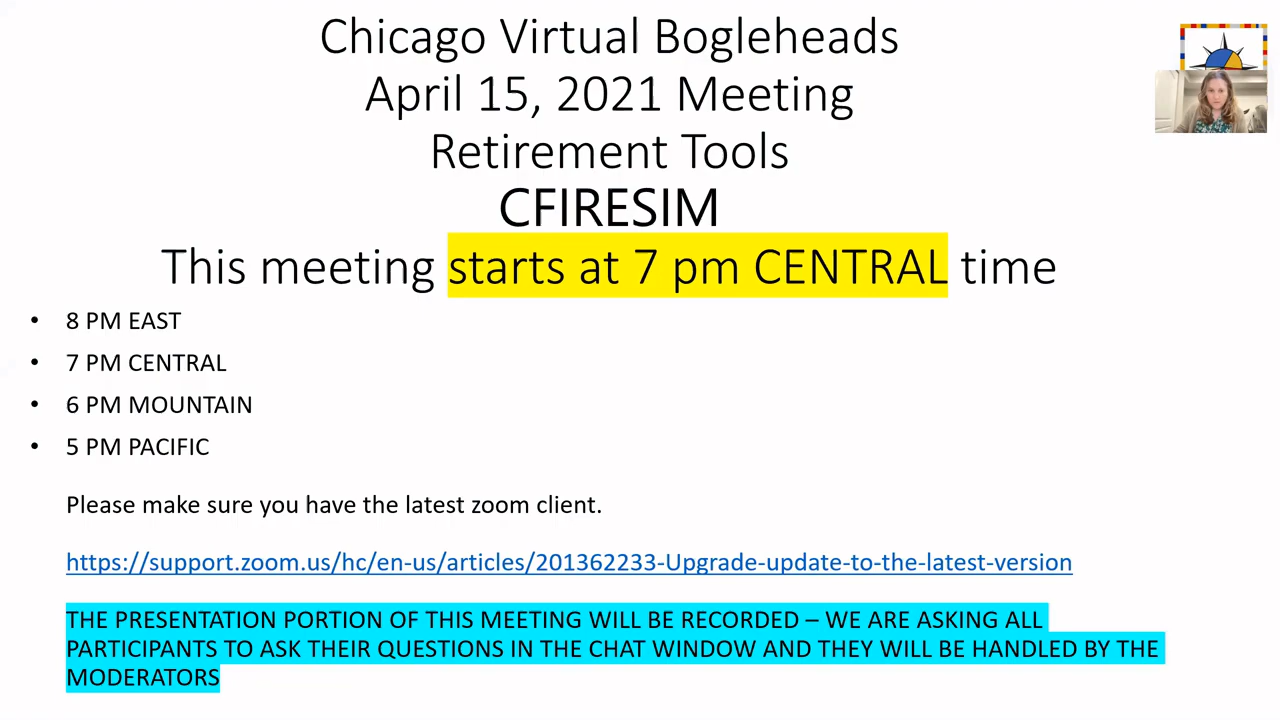 Chicago Virtual Bogleheads
April 15, 2021 Meeting
Retirement Tools
CFIRESIM
This meeting starts at 7 pm CENTRAL time
• 8 PM EAST
• 7 PM CENTRAL
• 6 PM MOUNTAIN
• 5 PM PACIFIC
Please make sure you have the latest zoom client.
https://support.zoom.us/hc/en-us/articles/201362233-Upgrade-update-to-the-latest-version
THE PRESENTATION PORTION OF THIS MEETING WILL BE RECORDED – WE ARE ASKING ALL
PARTICIPANTS TO ASK THEIR QUESTIONS IN THE CHAT WINDOW AND THEY WILL BE HANDLED BY THE
MODERATORS